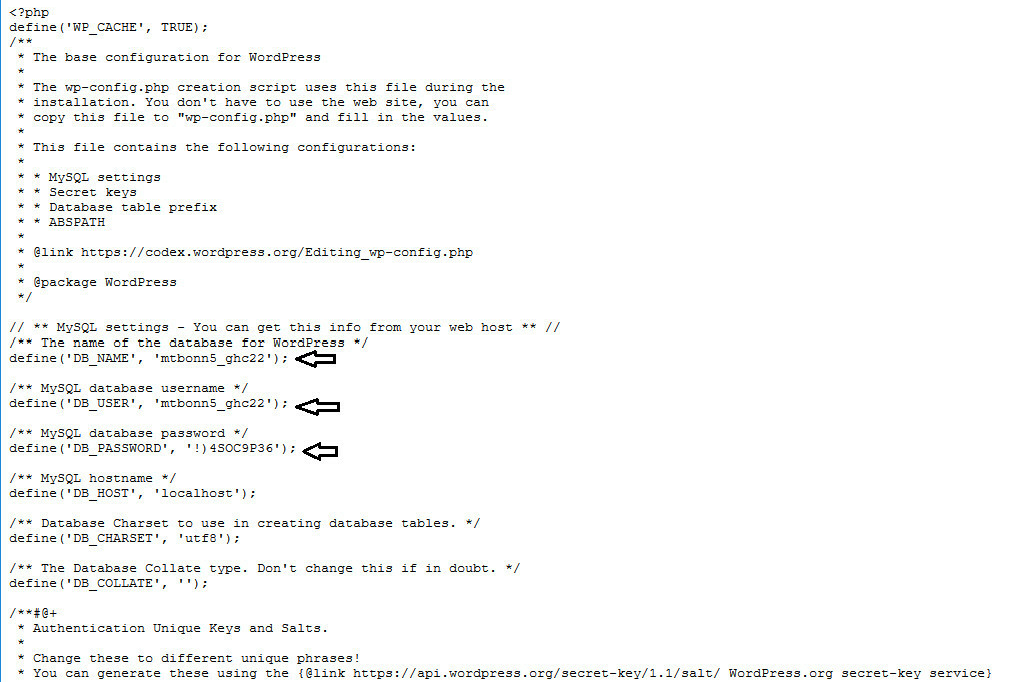 <?php
define('WP_CACHE', TRUE);
/**
 * The base configuration for WordPress
 *
 * The wp-config.php creation script uses this file during the
 * installation. You don't have to use the web site, you can
 * copy this file to "wp-config.php" and fill in the values.
 *
 * This file contains the following configurations:
 *
 * * MySQL settings
 * * Secret keys
 * * Database table prefix
 * * ABSPATH
 *
 * @link https://codex.wordpress.org/Editing_wp-config.php
 *
 * @package WordPress
 */

// ** MySQL settings - You can get this info from your web host ** //
/** The name of the database for WordPress */
define('DB_NAME', 'mtbonn5_ghc22');

/** MySQL database username */
define('DB_USER', 'mtbonn5_ghc22');

/** MySQL database password */
define('DB_PASSWORD', '!)4SOC9P36');

/** MySQL hostname */
define('DB_HOST', 'localhost');

/** Database Charset to use in creating database tables. */
define('DB_CHARSET', 'utf8');

/** The Database Collate type. Don't change this if in doubt. */
define('DB_COLLATE', '');

/**#@+
 * Authentication Unique Keys and Salts.
 *
 * Change these to different unique phrases!
 * You can generate these using the {@link https://api.wordpress.org/secret-key/1.1/salt/ WordPress.org secret-key service}